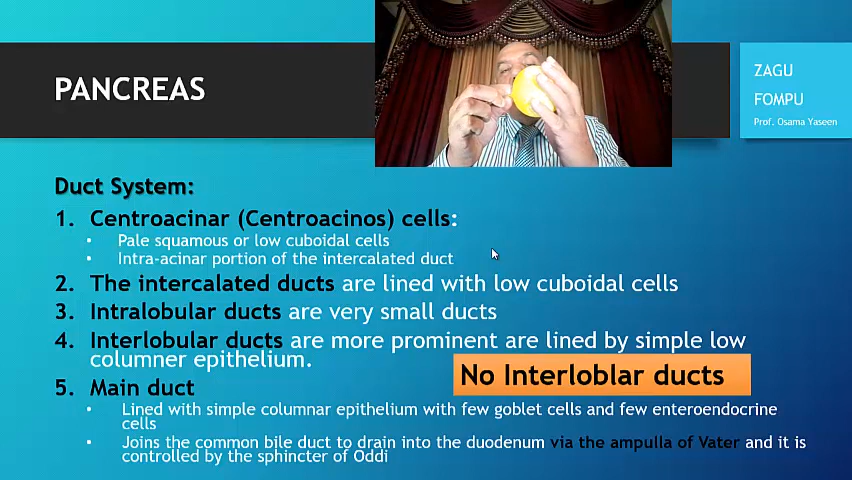 PANCREAS
ZAGU
FOMPU
Prof. Osama Yaseen
Duct System:
1. Centroacinar (Centroacinos) cells:
• Pale squamous or low cuboidal cells
• Intra-acinar portion of the intercalated duct
2. The intercalated ducts are lined with low cuboidal cells
3. Intralobular ducts are very small ducts
4. Interlobular ducts are more prominent are lined by simple low
columner epithelium.
No Interloblar ducts
5. Main duct
• Lined with simple columnar epithelium with few goblet cells and few enteroendocrine
cells
• Joins the common bile duct to drain into the duodenum via the ampulla of Vater and it is
controlled by the sphincter of Oddi